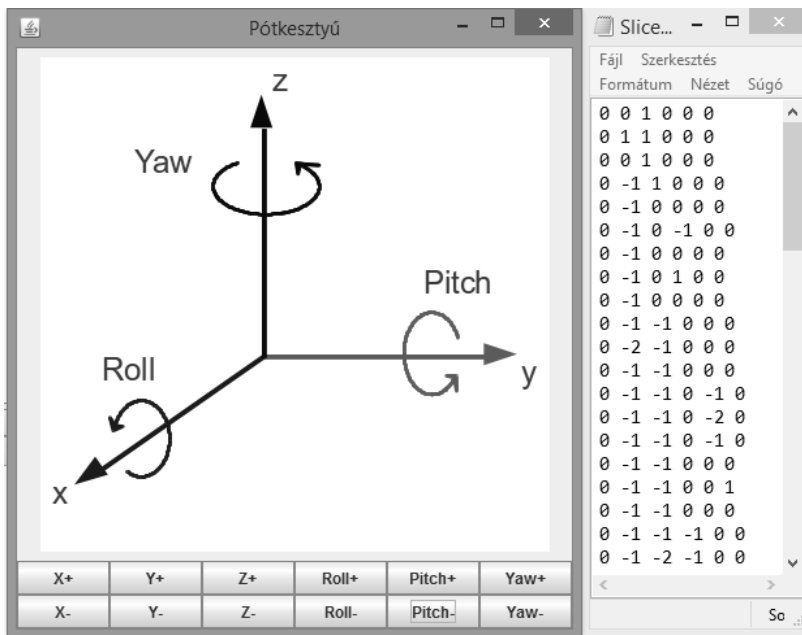 Pótkesztyű
z
Yaw
Pitch
y
Roll
x
X+ Y+ Z+ Roll+ Pitch+ Yaw+
X- Y- Z- Roll- Pitch- Yaw-
Slice...
Fájl Szerkesztés
Formátum Nézet Súgó
0 0 1 0 0 0
0 1 1 0 0 0
0 0 1 0 0 0
0 -1 1 0 0 0
0 -1 0 0 0 0
0 -1 0 -1 0 0
0 -1 0 0 0 0
0 -1 0 1 0 0
0 -1 0 0 0 0
0 -1 -1 0 0 0
0 -2 -1 0 0 0
0 -1 -1 0 0 0
0 -1 -1 0 -1 0
0 -1 -1 0 -2 0
0 -1 -1 0 -1 0
0 -1 -1 0 0 0
0 -1 -1 0 0 1
0 -1 -1 0 0 0
0 -1 -1 -1 0 0
0 -1 -2 -1 0 0
So